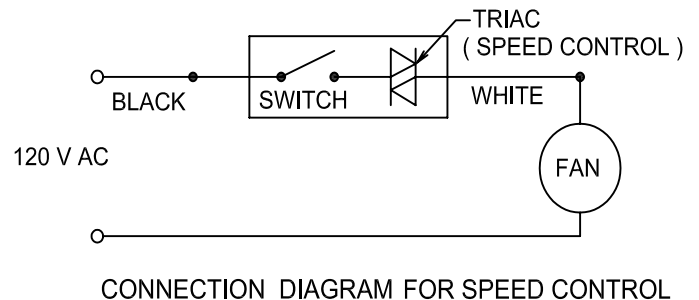 TRIAC
( SPEED CONTROL )
BLACK
SWITCH
WHITE
120 V AC
FAN
CONNECTION DIAGRAM FOR SPEED CONTROL